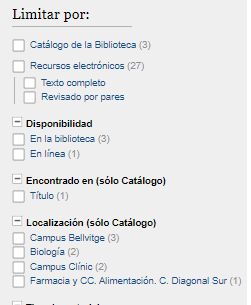 Limitar por:
Catálogo de la Biblioteca (3)
Recursos electrónicos (27)
Texto completo
Revisado por pares
Disponibilidad
En la biblioteca (3)
En línea (1)
Encontrado en (sólo Catálogo)
Título (1)
Localización (sólo Catálogo)
Campus Bellvitge (3)
Biología (2)
Campus Clínic (2)
Farmacia y CC. Alimentación. C. Diagonal Sur (1)